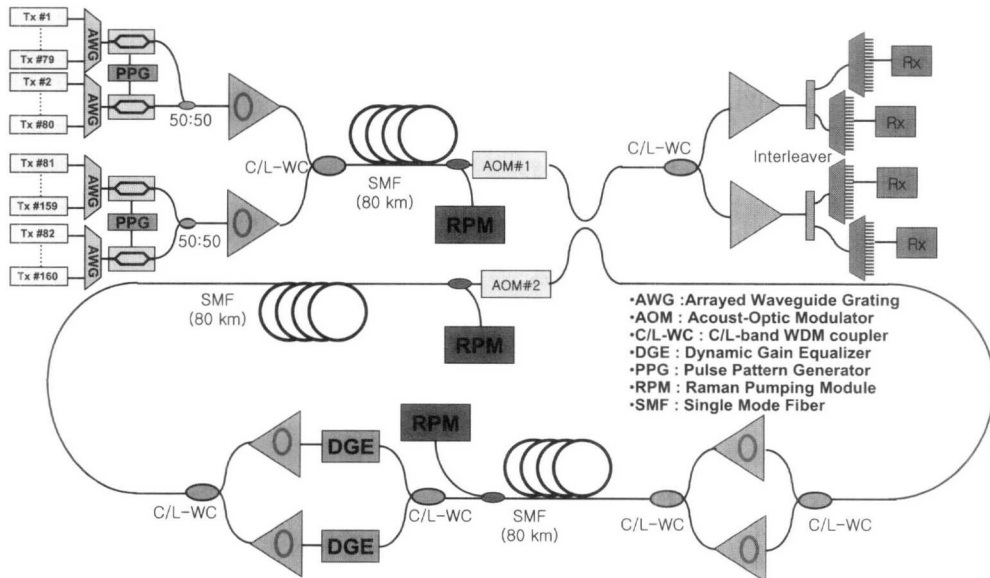 Tx #1
AWG
Tx #79
PPG
Tx #2
AWG
Tx #80
50:50
Tx #81
AWG
Tx #159
PPG
Tx #82
AWG
Tx #160
50:50
C/L-WC
SMF
(80 km)
AOM#1
RPM
C/L-WC
Interleaver
Rx
Rx
Rx
Rx
SMF
(80 km)
AOM#2
RPM
•AWG :Arrayed Waveguide Grating
•AOM : Acoust-Optic Modulator
•C/L-WC : C/L-band WDM coupler
•DGE : Dynamic Gain Equalizer
•PPG : Pulse Pattern Generator
•RPM : Raman Pumping Module
•SMF : Single Mode Fiber
RPM
DGE
DGE
C/L-WC
C/L-WC
SMF
(80 km)
C/L-WC
C/L-WC